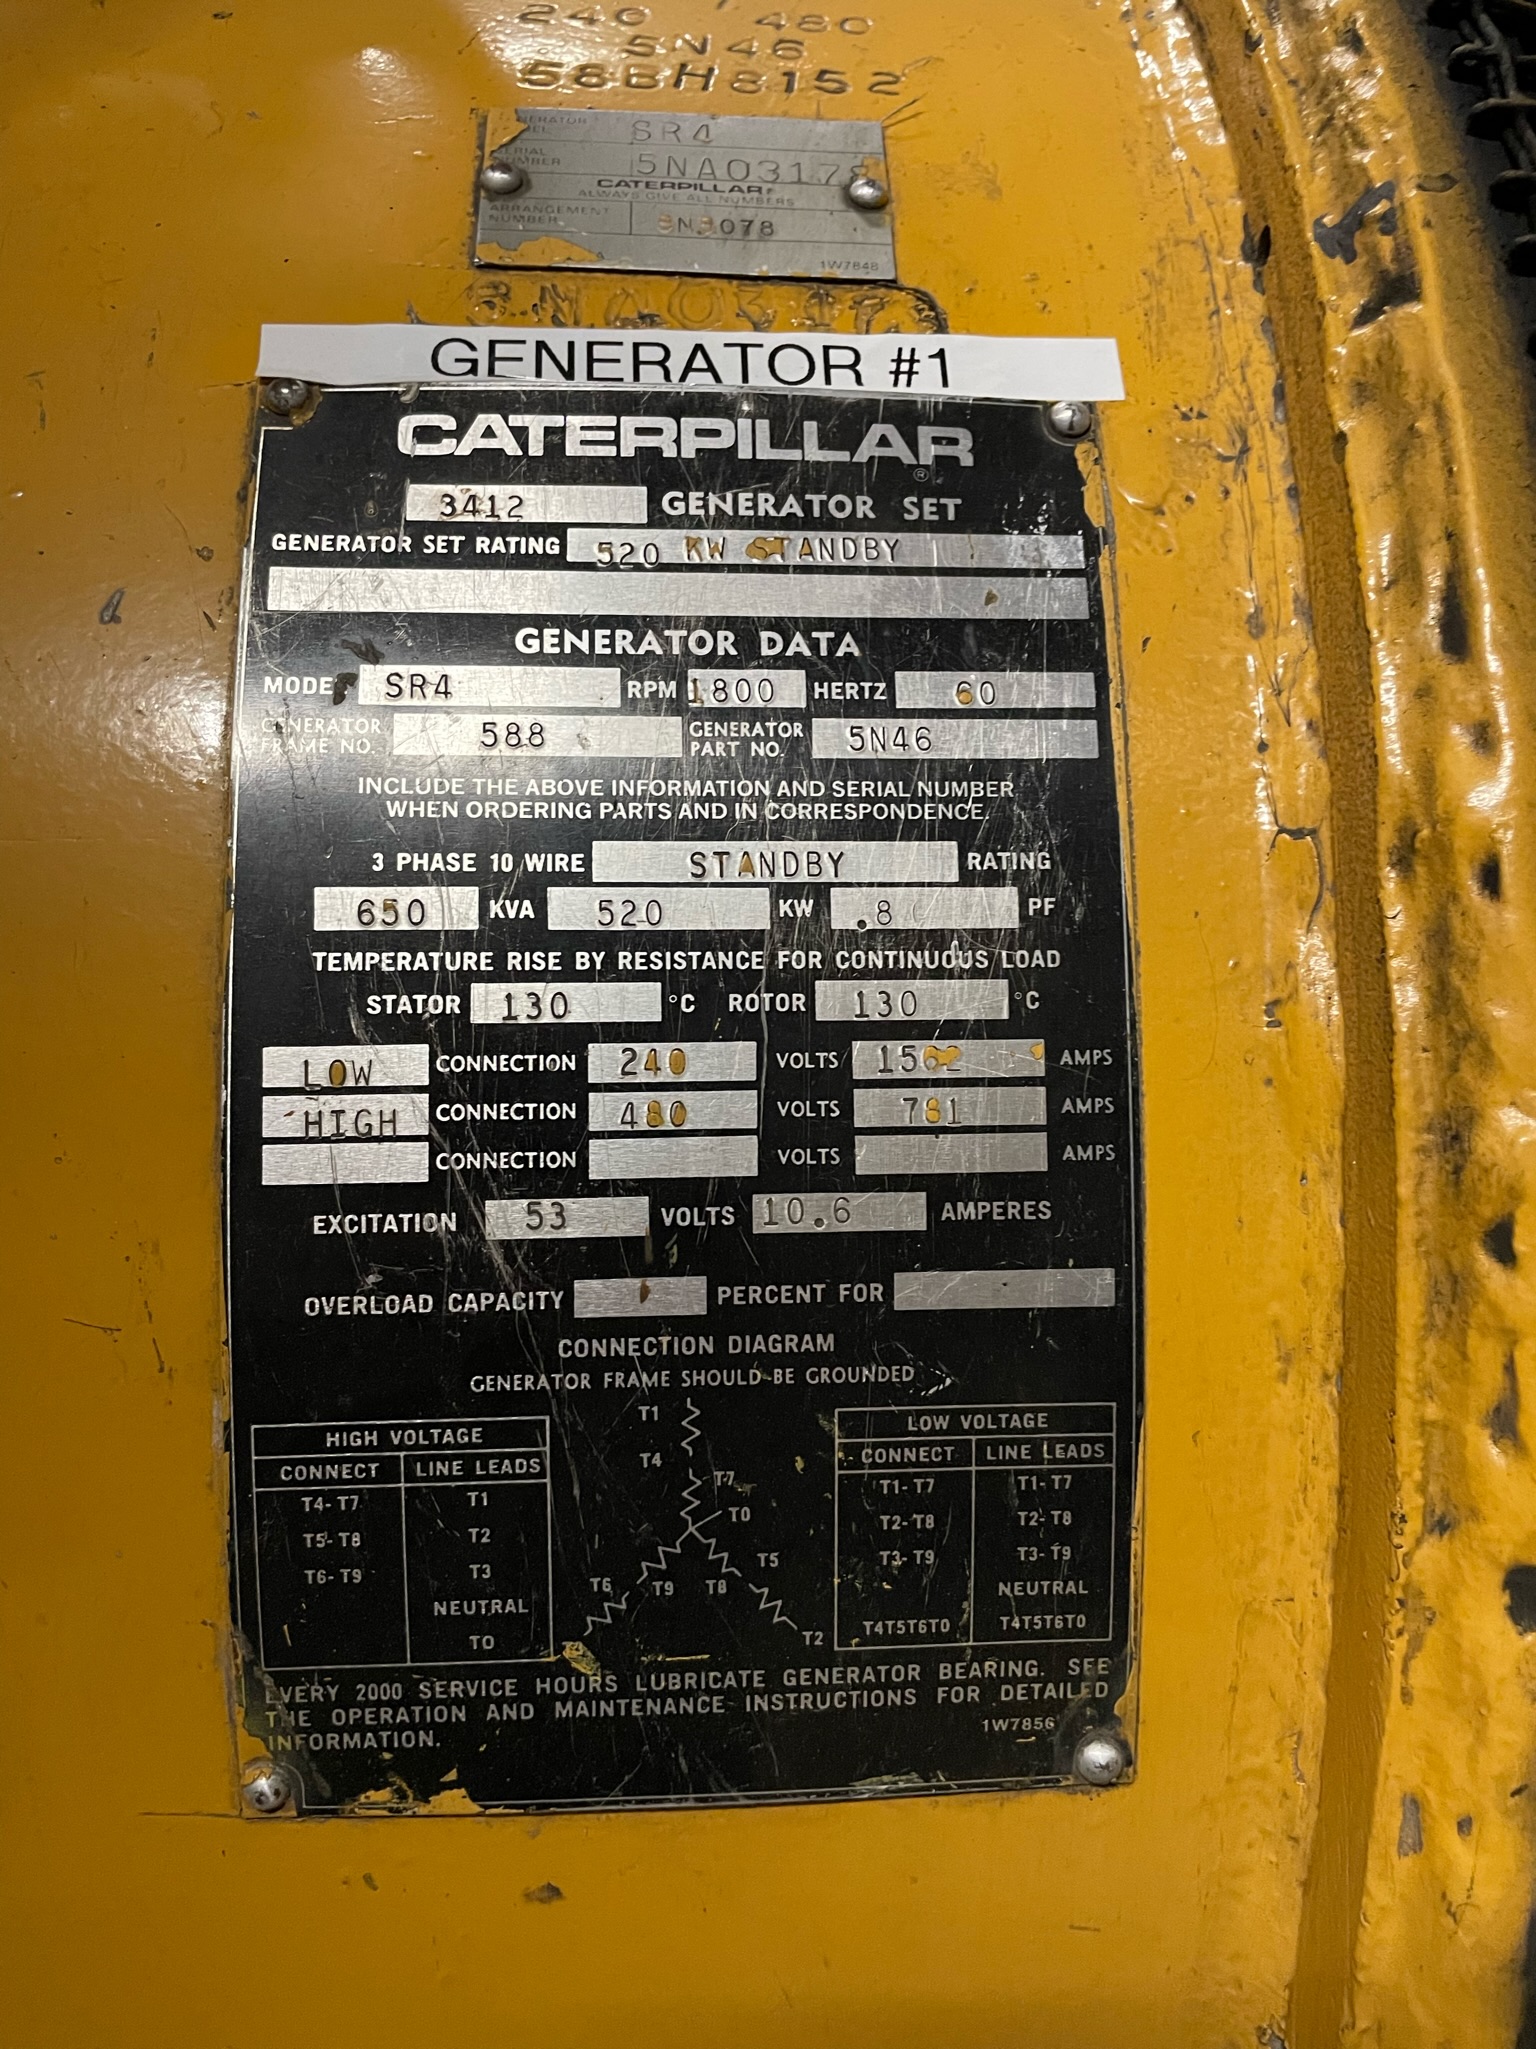 240 / 480
5N46
58BH8152
SR4
SERIAL
NUMBER 5NA03178
CATERPILLAR
ALWAYS GIVE ALL NUMBERS
ARRANGEMENT
NUMBER
1W7848
GENERATOR #1
CATERPILLAR ®
3412 GENERATOR SET
GENERATOR SET RATING 520 KW STANDBY
GENERATOR DATA
MODEL SR4 RPM 1800 HERTZ 60
GENERATOR FRAME NO. 588 GENERATOR PART NO. 5N46
INCLUDE THE ABOVE INFORMATION AND SERIAL NUMBER
WHEN ORDERING PARTS AND IN CORRESPONDENCE.
3 PHASE 10 WIRE STANDBY RATING
650 KVA 520 KW .8 PF
TEMPERATURE RISE BY RESISTANCE FOR CONTINUOUS LOAD
STATOR 130 °C ROTOR 130 °C
LOW CONNECTION 240 VOLTS 1562 AMPS
HIGH CONNECTION 480 VOLTS 781 AMPS
CONNECTION VOLTS AMPS
EXCITATION 53 VOLTS 10.6 AMPERES
OVERLOAD CAPACITY PERCENT FOR
CONNECTION DIAGRAM
GENERATOR FRAME SHOULD BE GROUNDED
HIGH VOLTAGE
CONNECT LINE LEADS
T4-T7 T1
T5-T8 T2
T6-T9 T3
NEUTRAL
T0
T1
T4
T7
T0
T6
T9
T8
T5
T2
LOW VOLTAGE
CONNECT LINE LEADS
T1-T7 T1-T7
T2-T8 T2-T8
T3-T9 T3-T9
NEUTRAL
T4T5T6T0 T4T5T6T0
EVERY 2000 SERVICE HOURS LUBRICATE GENERATOR BEARING. SEE
THE OPERATION AND MAINTENANCE INSTRUCTIONS FOR DETAILED
INFORMATION.
1W7856